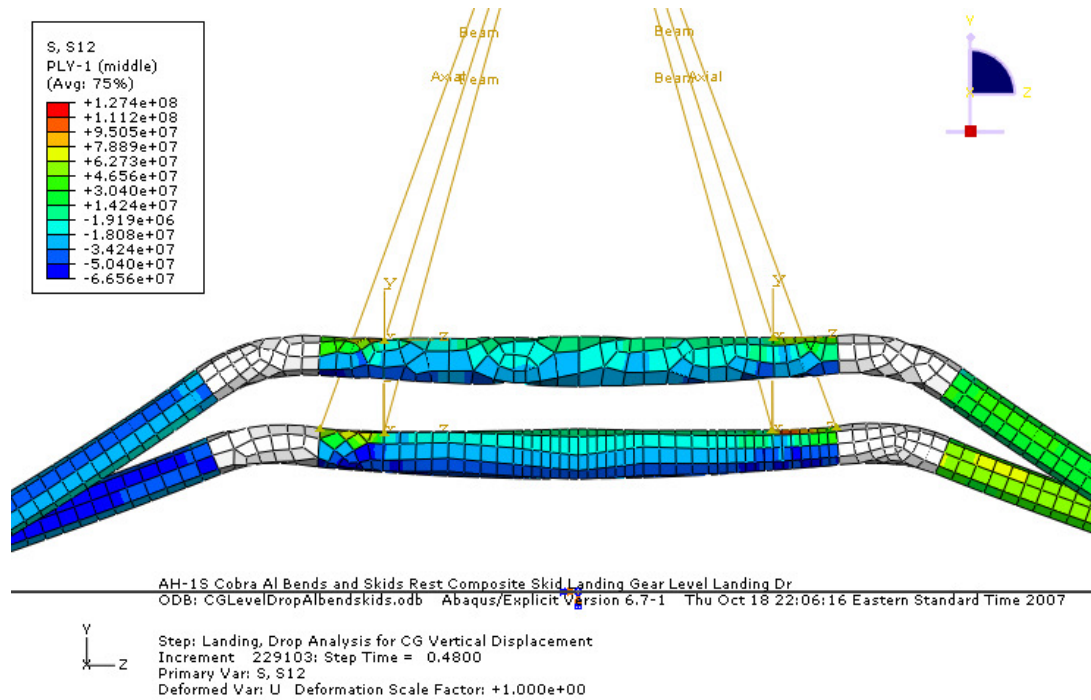 S, S12
PLY-1 (middle)
(Avg: 75%)
+1.274e+08
+1.112e+08
+9.505e+07
+7.889e+07
+6.273e+07
+4.656e+07
+3.040e+07
+1.424e+07
-1.919e+06
-1.808e+07
-3.424e+07
-5.040e+07
-6.656e+07
Beam
Beam
Axial
Beam
Beam
Axial
Y
X
Z
Y
X
Z
Y
X
Z
X
Z
X
Z
AH-1S Cobra Al Bends and Skids Rest Composite Skid Landing Gear Level Landing Dr
ODB: CGLevelDropAlbendskids.odb Abaqus/Explicit Version 6.7-1 Thu Oct 18 22:06:16 Eastern Standard Time 2007
Y
X
Z
Step: Landing, Drop Analysis for CG Vertical Displacement
Increment 229103: Step Time = 0.4800
Primary Var: S, S12
Deformed Var: U Deformation Scale Factor: +1.000e+00